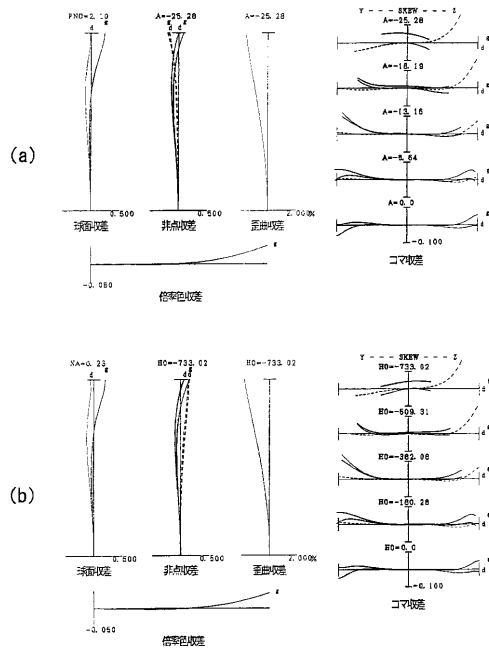 (a)
FNO=2.19
d g
0.500
球面収差
A=-25.28
g
d
0.500
非点収差
A=-25.28
2.000%
歪曲収差
g
-0.050
倍率色収差
Y - - - - SKEW - - - - Z
A=-25.28
g
d
A=-18.19
g
d
A=-13.16
g
d
A=-6.64
g
d
A=0.0
g
d
-0.100
コマ収差
(b)
NA=0.23
d g
0.500
球面収差
H0=-733.02
g
d
0.500
非点収差
H0=-733.02
2.000%
歪曲収差
g
-0.050
倍率色収差
Y - - - - SKEW - - - - Z
H0=-733.02
g
d
H0=-509.31
g
d
H0=-362.06
g
d
H0=-180.28
g
d
H0=0.0
g
d
-0.100
コマ収差